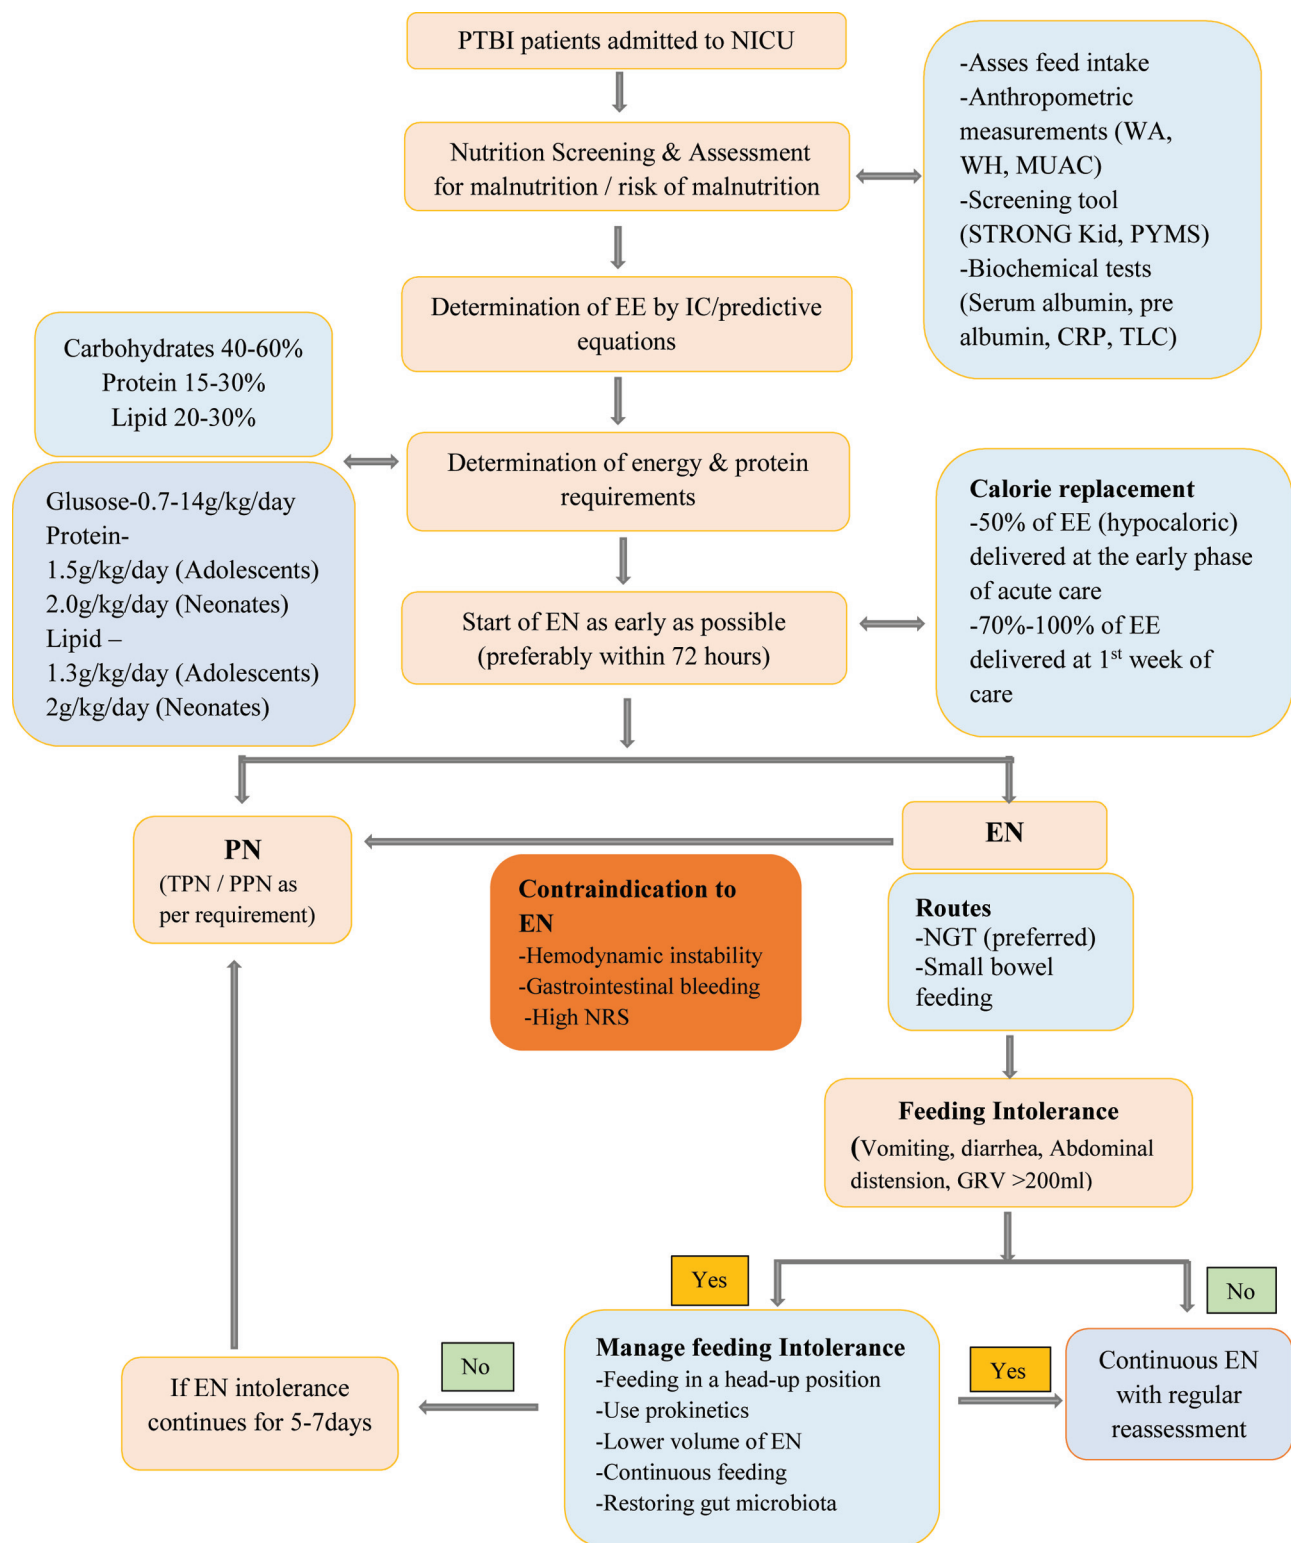 PTBI patients admitted to NICU
-Asses feed intake
-Anthropometric
measurements (WA,
WH, MUAC)
-Screening tool
(STRONG Kid, PYMS)
-Biochemical tests
(Serum albumin, pre
albumin, CRP, TLC)
Nutrition Screening & Assessment
for malnutrition / risk of malnutrition
Determination of EE by IC/predictive
equations
Carbohydrates 40-60%
Protein 15-30%
Lipid 20-30%
Determination of energy & protein
requirements
Glusose-0.7-14g/kg/day
Protein-
1.5g/kg/day (Adolescents)
2.0g/kg/day (Neonates)
Lipid –
1.3g/kg/day (Adolescents)
2g/kg/day (Neonates)
Calorie replacement
-50% of EE (hypocaloric)
delivered at the early phase
of acute care
-70%-100% of EE
delivered at 1st week of
care
Start of EN as early as possible
(preferably within 72 hours)
PN
(TPN / PPN as
per requirement)
EN
Contraindication to
EN
-Hemodynamic instability
-Gastrointestinal bleeding
-High NRS
Routes
-NGT (preferred)
-Small bowel
feeding
Feeding Intolerance
(Vomiting, diarrhea, Abdominal
distension, GRV >200ml)
Yes
No
Manage feeding Intolerance
-Feeding in a head-up position
-Use prokinetics
-Lower volume of EN
-Continuous feeding
-Restoring gut microbiota
Yes
Continuous EN
with regular
reassessment
No
If EN intolerance
continues for 5-7days